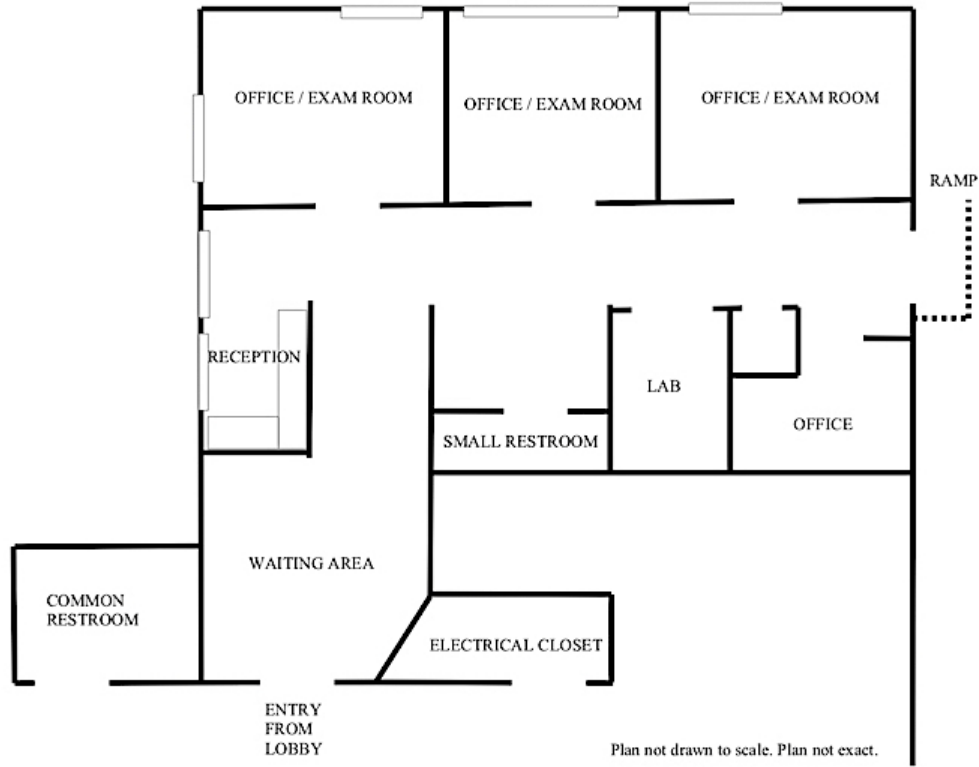 OFFICE / EXAM ROOM
OFFICE / EXAM ROOM
OFFICE / EXAM ROOM
RAMP
RECEPTION
LAB
OFFICE
SMALL RESTROOM
WAITING AREA
COMMON
RESTROOM
ELECTRICAL CLOSET
ENTRY
FROM
LOBBY
Plan not drawn to scale. Plan not exact.